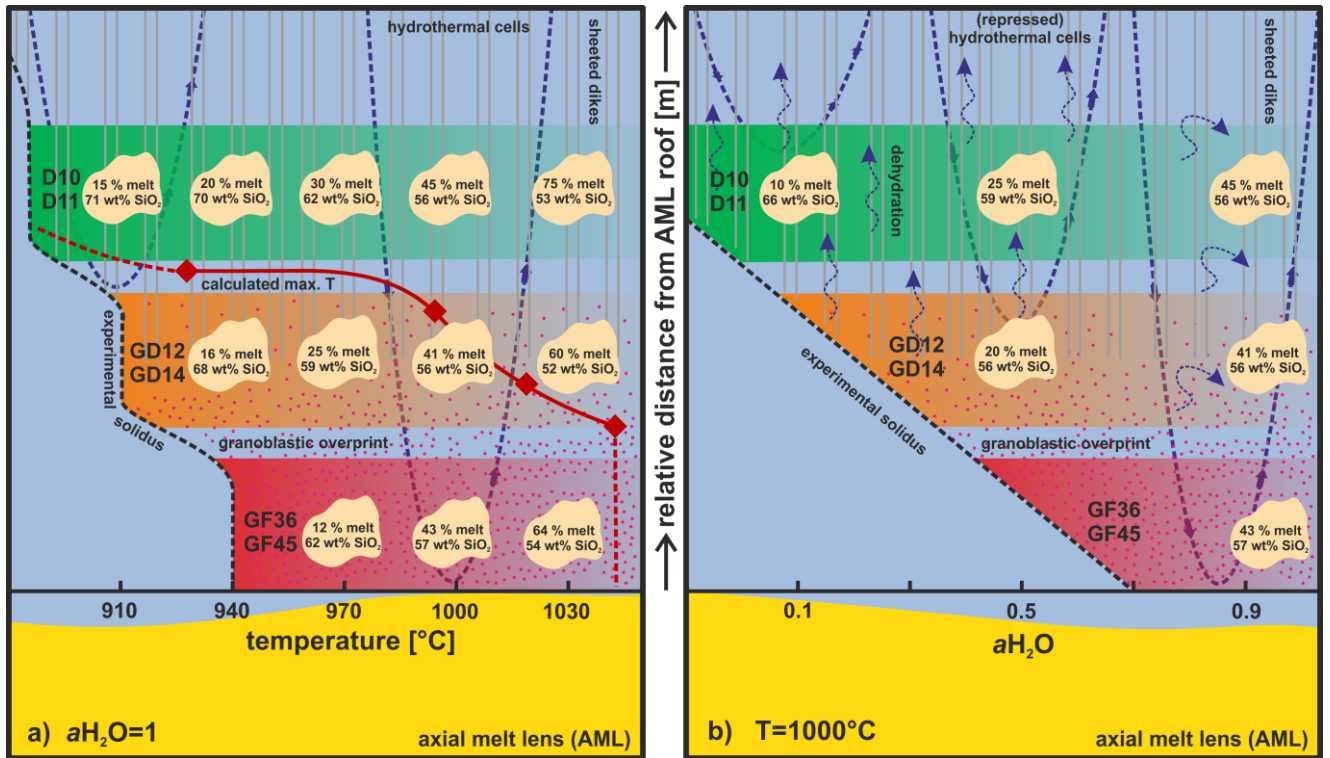 hydrothermal cells
sheeted dikes
D10
D11
15 % melt
71 wt% SiO₂
20 % melt
70 wt% SiO₂
30 % melt
62 wt% SiO₂
45 % melt
56 wt% SiO₂
75 % melt
53 wt% SiO₂
calculated max. T
experimental
solidus
GD12
GD14
16 % melt
68 wt% SiO₂
25 % melt
59 wt% SiO₂
41 % melt
56 wt% SiO₂
60 % melt
52 wt% SiO₂
granoblastic overprint
GF36
GF45
12 % melt
62 wt% SiO₂
43 % melt
57 wt% SiO₂
64 % melt
54 wt% SiO₂
910 940 970 1000 1030
temperature [°C]
a) aH₂O=1
axial melt lens (AML)
relative distance from AML roof [m]
(repressed)
hydrothermal cells
sheeted dikes
D10
D11
10 % melt
66 wt% SiO₂
dehydration
25 % melt
59 wt% SiO₂
45 % melt
56 wt% SiO₂
experimental solidus
GD12
GD14
20 % melt
56 wt% SiO₂
41 % melt
56 wt% SiO₂
granoblastic overprint
GF36
GF45
43 % melt
57 wt% SiO₂
0.1 0.5 0.9
aH₂O
b) T=1000°C
axial melt lens (AML)